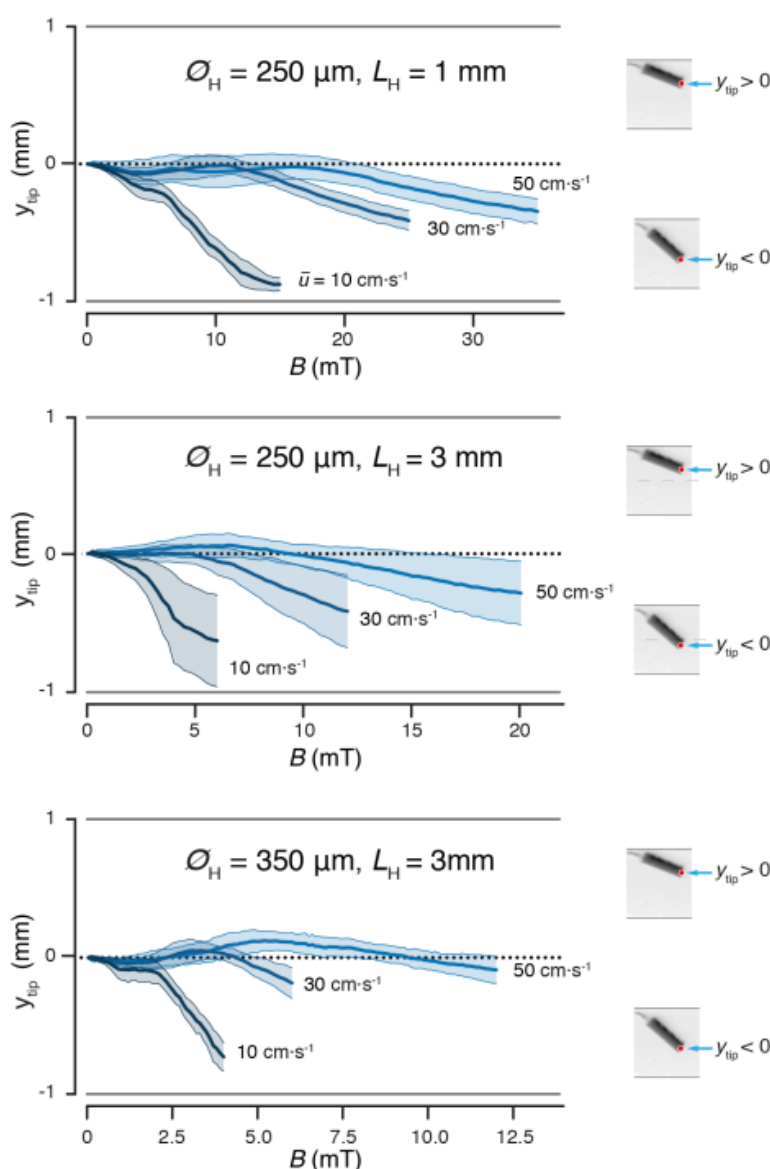 1
0
-1
y_tip (mm)
Ø_H = 250 µm, L_H = 1 mm
50 cm·s⁻¹
30 cm·s⁻¹
ū = 10 cm·s⁻¹
0 10 20 30
B (mT)
y_tip > 0
y_tip < 0
1
0
-1
y_tip (mm)
Ø_H = 250 µm, L_H = 3 mm
50 cm·s⁻¹
30 cm·s⁻¹
10 cm·s⁻¹
0 5 10 15 20
B (mT)
y_tip > 0
y_tip < 0
1
0
-1
y_tip (mm)
Ø_H = 350 µm, L_H = 3mm
50 cm·s⁻¹
30 cm·s⁻¹
10 cm·s⁻¹
0 2.5 5.0 7.5 10.0 12.5
B (mT)
y_tip > 0
y_tip < 0